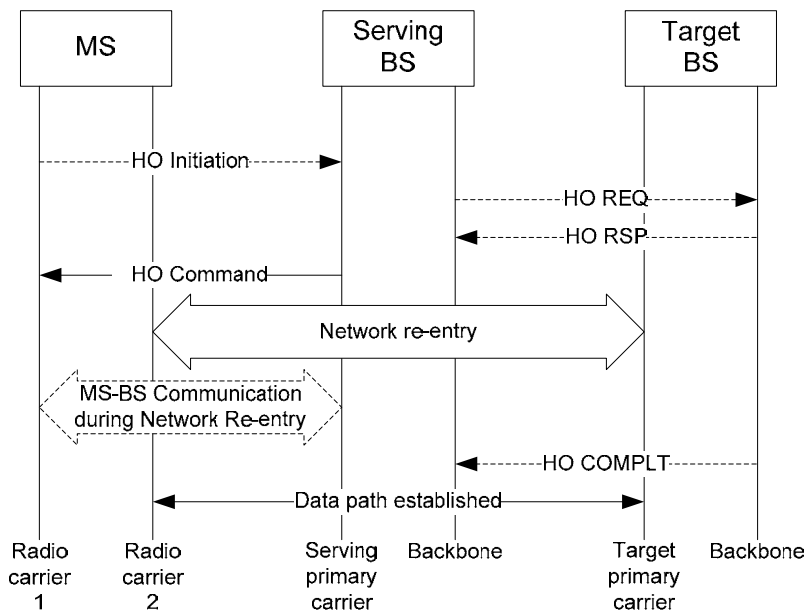 MS
Serving
BS
Target
BS
HO Initiation
HO REQ
HO RSP
HO Command
Network re-entry
MS-BS Communication
during Network Re-entry
HO COMPLT
Data path established
Radio
carrier
1
Radio
carrier
2
Serving
primary
carrier
Backbone
Target
primary
carrier
Backbone